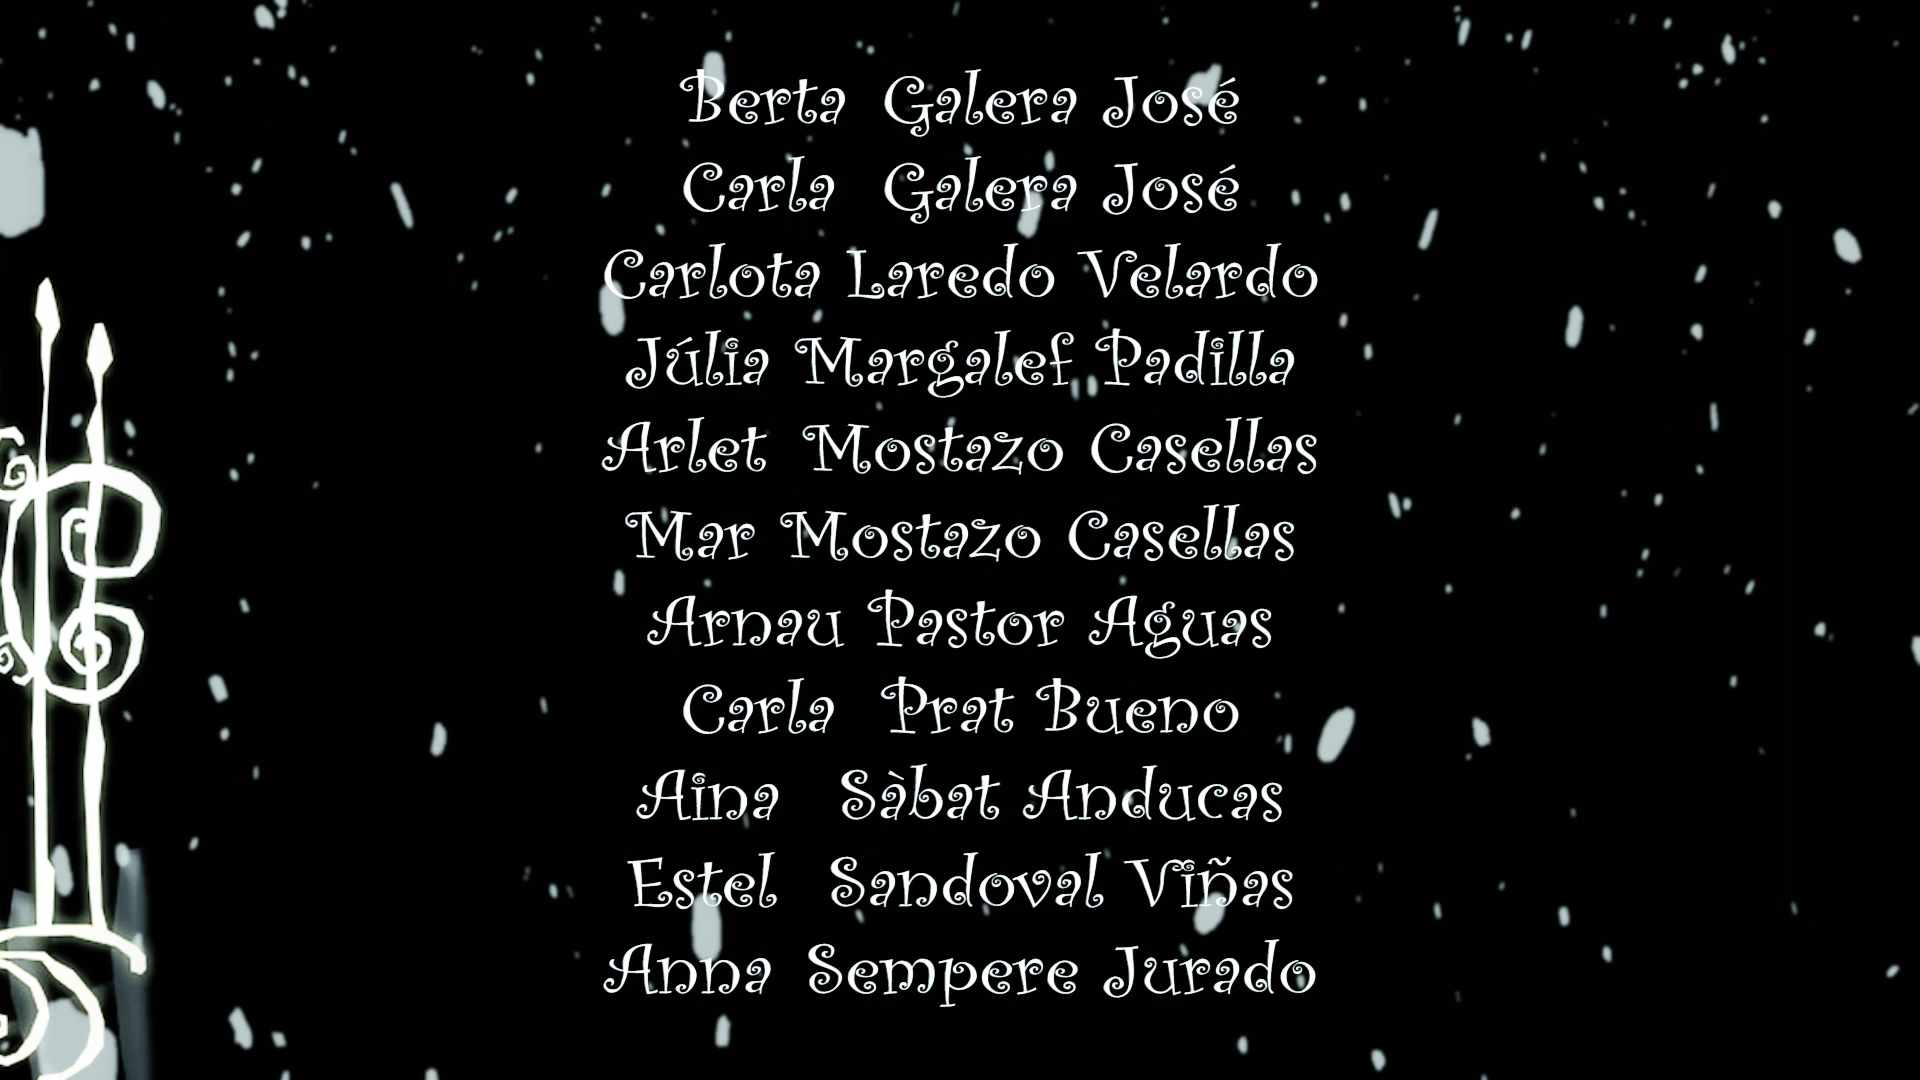 Berta Galera José
Carla Galera José
Carlota Laredo Velardo
Júlia Margalef Padilla
Arlet Mostazo Casellas
Mar Mostazo Casellas
Arnau Pastor Aguas
Carla Prat Bueno
Aina Sàbat Anducas
Estel Sandoval Viñas
Anna Sempere Jurado